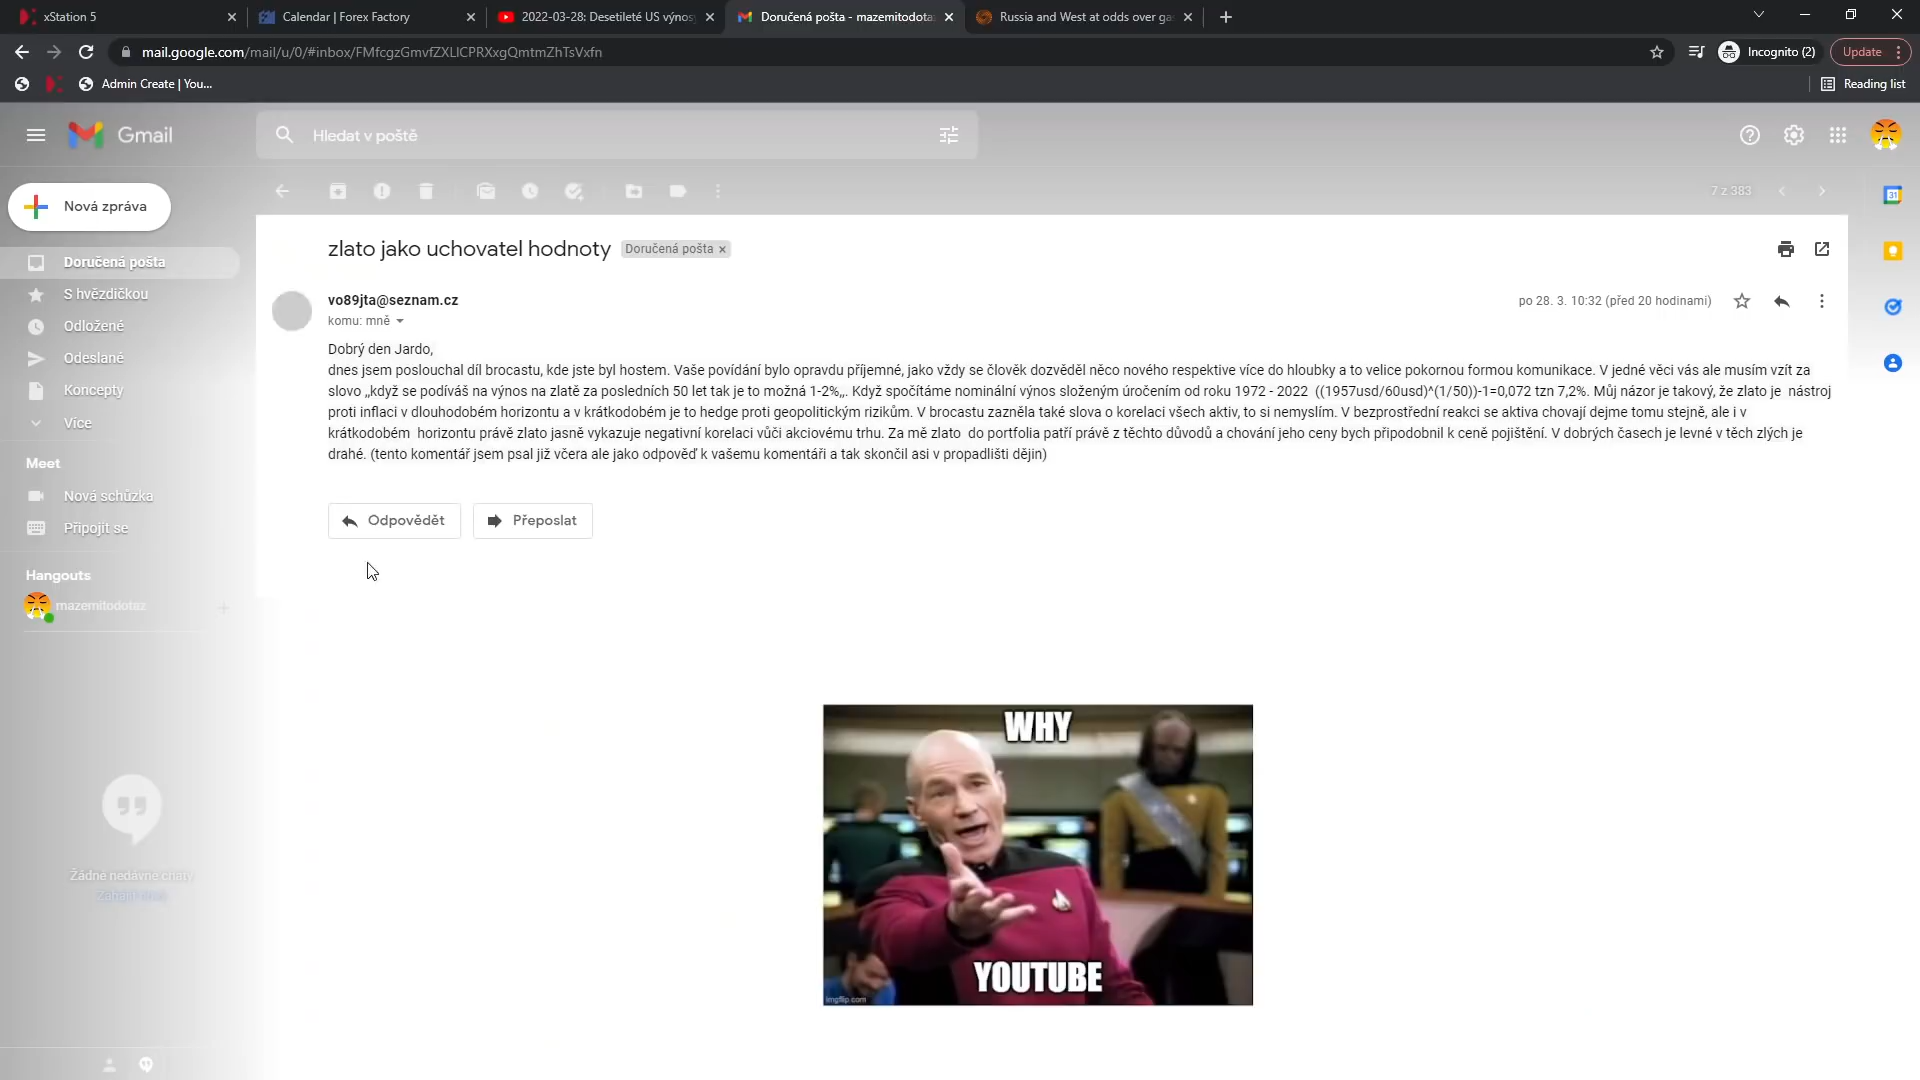 xStation 5
Calendar | Forex Factory
2022-03-28: Desetileté US výnosy
Doručená pošta - mazemitodotaz
Russia and West at odds over ga
mail.google.com/mail/u/0/#inbox/FMfcgzGmvfZXLlCPRXxgQmtmZhTsVxfn
Incognito (2)
Update
Admin Create | You...
Reading list
Gmail
Hledat v poště
7 z 383
Nová zpráva
Doručená pošta
S hvězdičkou
Odložené
Odeslané
Koncepty
Více
Meet
Nová schůzka
Připojit se
Hangouts
mazemitodotaz
Žádné nedávné chaty
zlato jako uchovatel hodnoty
Doručená pošta
vo89jta@seznam.cz
po 28. 3. 10:32 (před 20 hodinami)
komu: mně
Dobrý den Jardo,
dnes jsem poslouchal díl brocastu, kde jste byl hostem. Vaše povídání bylo opravdu příjemné, jako vždy se člověk dozvěděl něco nového respektive více do hloubky a to velice pokornou formou komunikace. V jedné věci vás ale musím vzít za
slovo „když se podíváš na výnos na zlatě za posledních 50 let tak je to možná 1-2%„. Když spočítáme nominální výnos složeným úročením od roku 1972 - 2022  ((1957usd/60usd)^(1/50))-1=0,072 tzn 7,2%. Můj názor je takový, že zlato je  nástroj
proti inflaci v dlouhodobém horizontu a v krátkodobém je to hedge proti geopolitickým rizikům. V brocastu zazněla také slova o korelaci všech aktiv, to si nemyslím. V bezprostřední reakci se aktiva chovají dejme tomu stejně, ale i v
krátkodobém  horizontu právě zlato jasně vykazuje negativní korelaci vůči akciovému trhu. Za mě zlato  do portfolia patří právě z těchto důvodů a chování jeho ceny bych připodobnil k ceně pojištění. V dobrých časech je levné v těch zlých je
drahé. (tento komentář jsem psal již včera ale jako odpověď k vašemu komentáři a tak skončil asi v propadlišti dějin)
Odpovědět
Přeposlat
WHY
YOUTUBE
imgflip.com